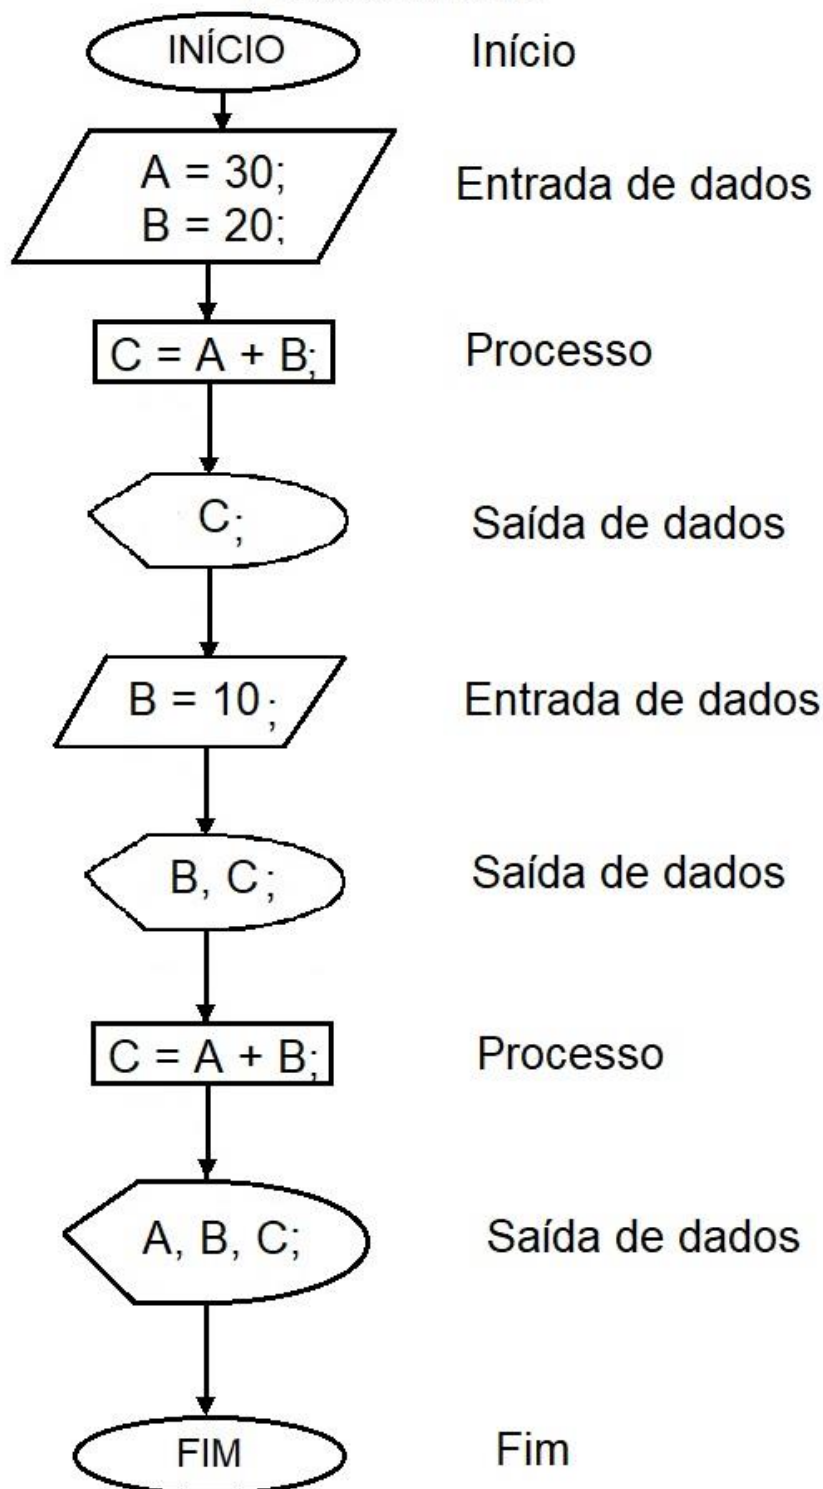 INÍCIO Início
A = 30;
B = 20;
Entrada de dados
C = A + B; Processo
C; Saída de dados
B = 10; Entrada de dados
B, C; Saída de dados
C = A + B; Processo
A, B, C; Saída de dados
FIM Fim